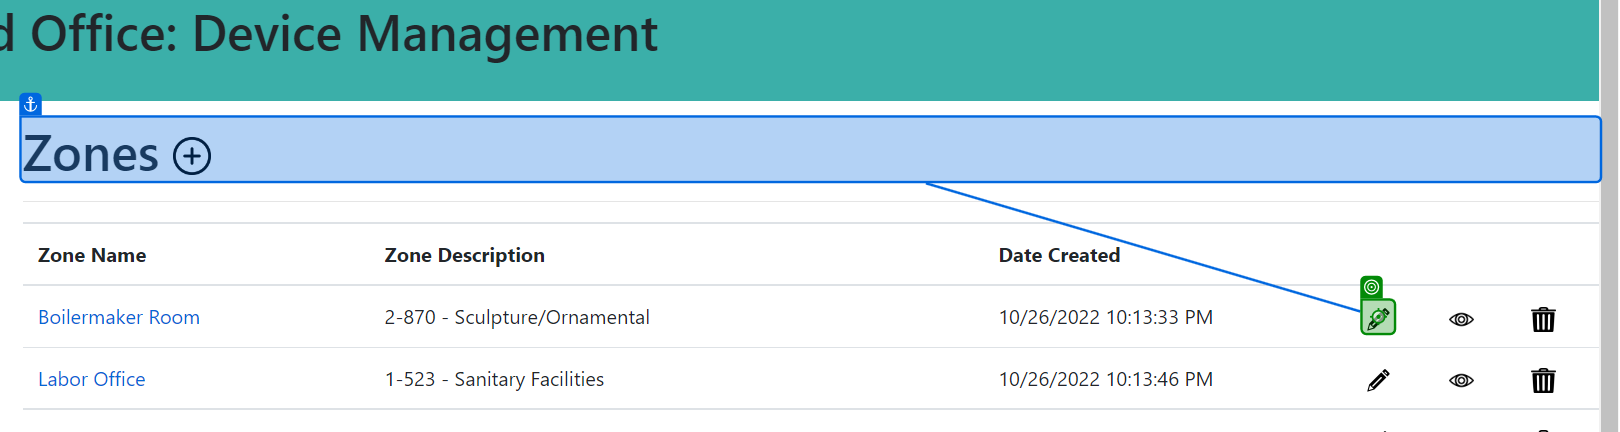 d Office: Device Management
Zones
Zone Name Zone Description Date Created
Boilermaker Room 2-870 - Sculpture/Ornamental 10/26/2022 10:13:33 PM
Labor Office 1-523 - Sanitary Facilities 10/26/2022 10:13:46 PM